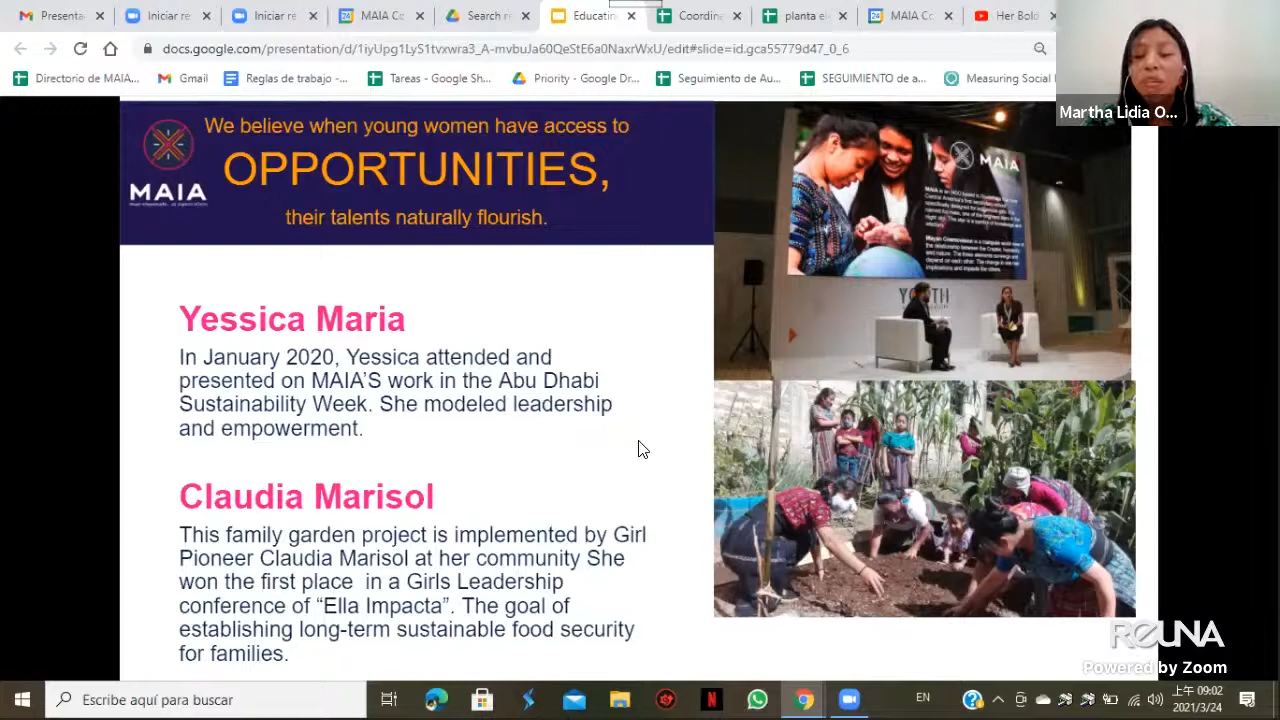 Presenta
Iniciar re
Iniciar re
MAIA Co
Search re
Educatin
Coordina
planta e
MAIA Co
Her Bold
docs.google.com/presentation/d/1iyUpg1LyS1tvxwra3_A-mvbuJa60QeStE6a0NaxrWxU/edit#slide=id.gca55779d47_0_6
Directorio de MAIA...
Gmail
Reglas de trabajo -...
Tareas - Google Sh...
Priority - Google Dr...
Seguimiento de Au...
SEGUIMIENTO de a...
Measuring Social
Martha Lidia O...
We believe when young women have access to
OPPORTUNITIES,
their talents naturally flourish.
MAIA
MAIA
Yessica Maria
In January 2020, Yessica attended and
presented on MAIA'S work in the Abu Dhabi
Sustainability Week. She modeled leadership
and empowerment.
Claudia Marisol
This family garden project is implemented by Girl
Pioneer Claudia Marisol at her community She
won the first place in a Girls Leadership
conference of “Ella Impacta”. The goal of
establishing long-term sustainable food security
for families.
REUNA
Powered by Zoom
Escribe aquí para buscar
EN
上午 09:02
2021/3/24